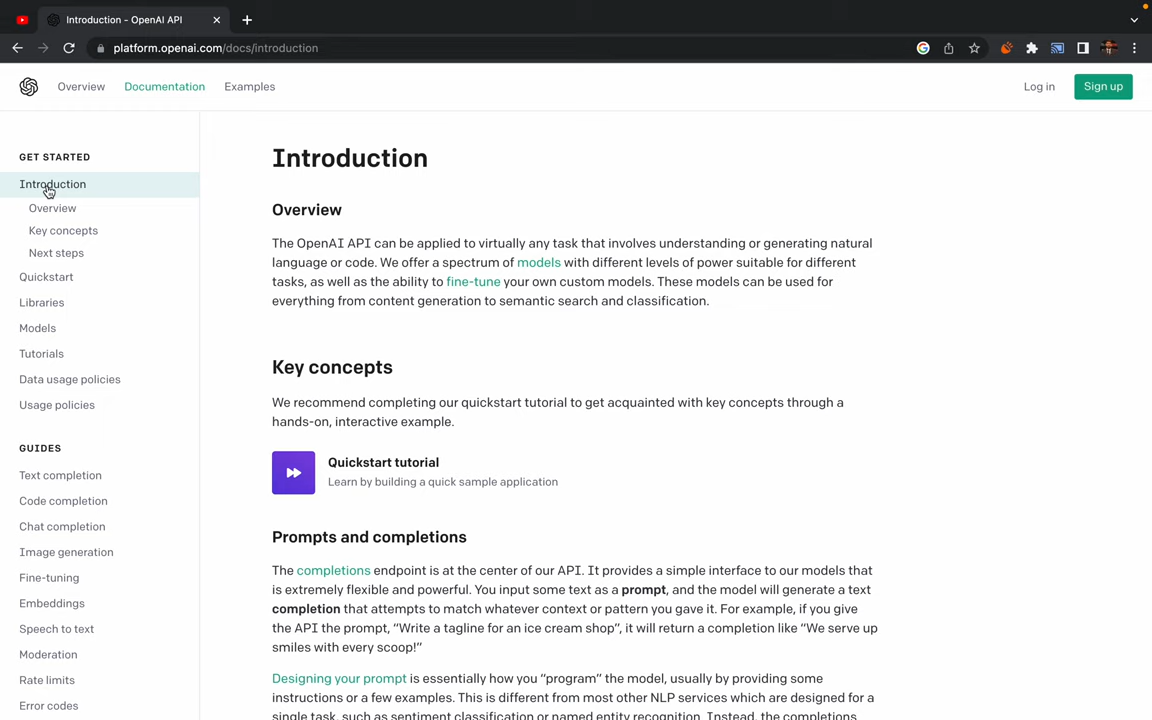 Introduction - OpenAI API
platform.openai.com/docs/introduction
Overview
Documentation
Examples
Log in
Sign up
GET STARTED
Introduction
Overview
Key concepts
Next steps
Quickstart
Libraries
Models
Tutorials
Data usage policies
Usage policies
GUIDES
Text completion
Code completion
Chat completion
Image generation
Fine-tuning
Embeddings
Speech to text
Moderation
Rate limits
Error codes
Introduction
Overview
The OpenAI API can be applied to virtually any task that involves understanding or generating natural
language or code. We offer a spectrum of models with different levels of power suitable for different
tasks, as well as the ability to fine-tune your own custom models. These models can be used for
everything from content generation to semantic search and classification.
Key concepts
We recommend completing our quickstart tutorial to get acquainted with key concepts through a
hands-on, interactive example.
Quickstart tutorial
Learn by building a quick sample application
Prompts and completions
The completions endpoint is at the center of our API. It provides a simple interface to our models that
is extremely flexible and powerful. You input some text as a prompt, and the model will generate a text
completion that attempts to match whatever context or pattern you gave it. For example, if you give
the API the prompt, “Write a tagline for an ice cream shop”, it will return a completion like “We serve up
smiles with every scoop!”
Designing your prompt is essentially how you “program” the model, usually by providing some
instructions or a few examples. This is different from most other NLP services which are designed for a
single task, such as sentiment classification or named entity recognition. Instead, the completions